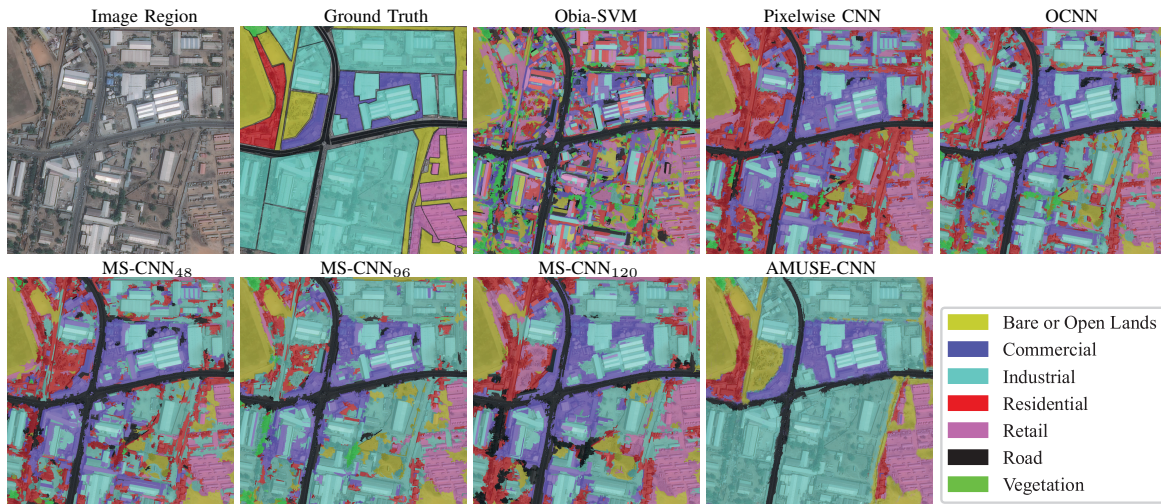 Image Region
Ground Truth
Obia-SVM
Pixelwise CNN
OCNN
MS-CNN48
MS-CNN96
MS-CNN120
AMUSE-CNN
Bare or Open Lands
Commercial
Industrial
Residential
Retail
Road
Vegetation